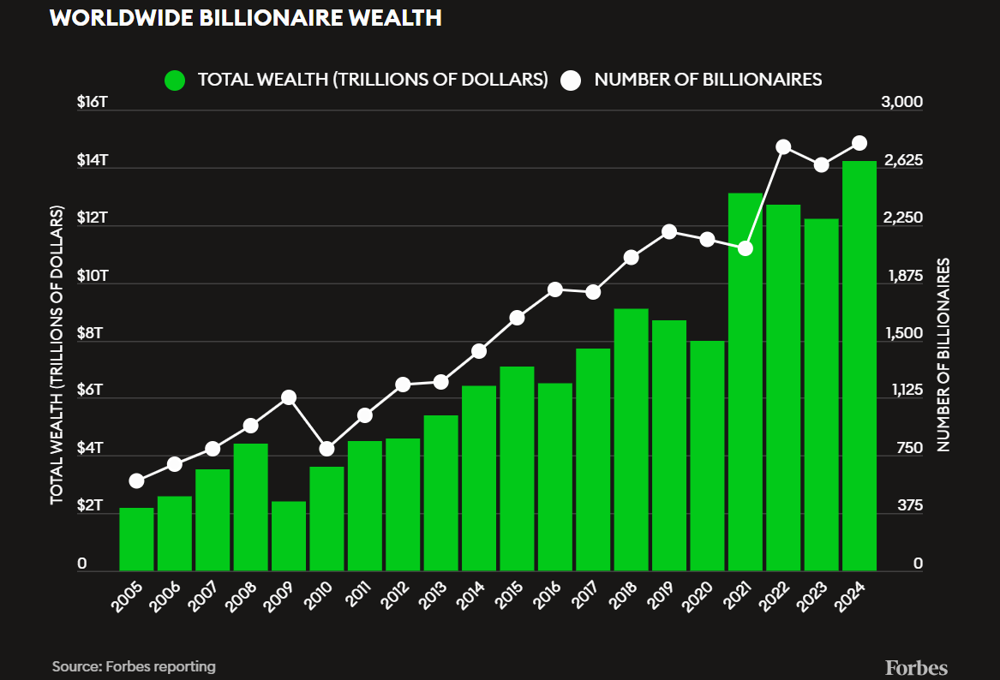 WORLDWIDE BILLIONAIRE WEALTH
TOTAL WEALTH (TRILLIONS OF DOLLARS) NUMBER OF BILLIONAIRES
$16T 3,000
$14T 2,625
$12T 2,250
$10T 1,875
$8T 1,500
$6T 1,125
$4T 750
$2T 375
0 0
TOTAL WEALTH (TRILLIONS OF DOLLARS)
NUMBER OF BILLIONAIRES
2005 2006 2007 2008 2009 2010 2011 2012 2013 2014 2015 2016 2017 2018 2019 2020 2021 2022 2023 2024
Source: Forbes reporting Forbes